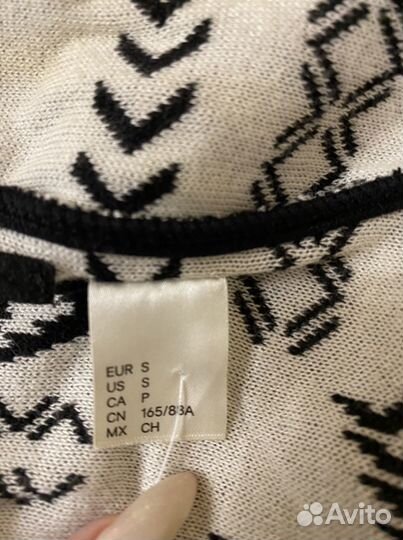 EUR S
US S
CA P
CN 165/88A
MX CH
Avito